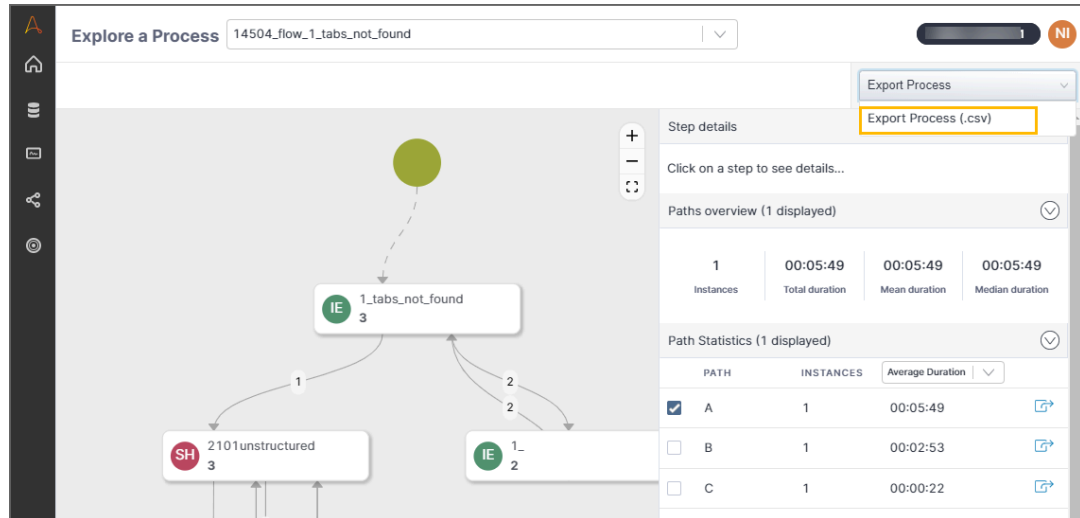 Explore a Process
14504_flow_1_tabs_not_found
NI
Export Process
Export Process (.csv)
Step details
Click on a step to see details...
Paths overview (1 displayed)
1 00:05:49 00:05:49 00:05:49
Instances Total duration Mean duration Median duration
Path Statistics (1 displayed)
PATH INSTANCES Average Duration
A 1 00:05:49
B 1 00:02:53
C 1 00:00:22
IE 1_tabs_not_found
3
1
2
2
SH 2101unstructured
3
IE 1_
2